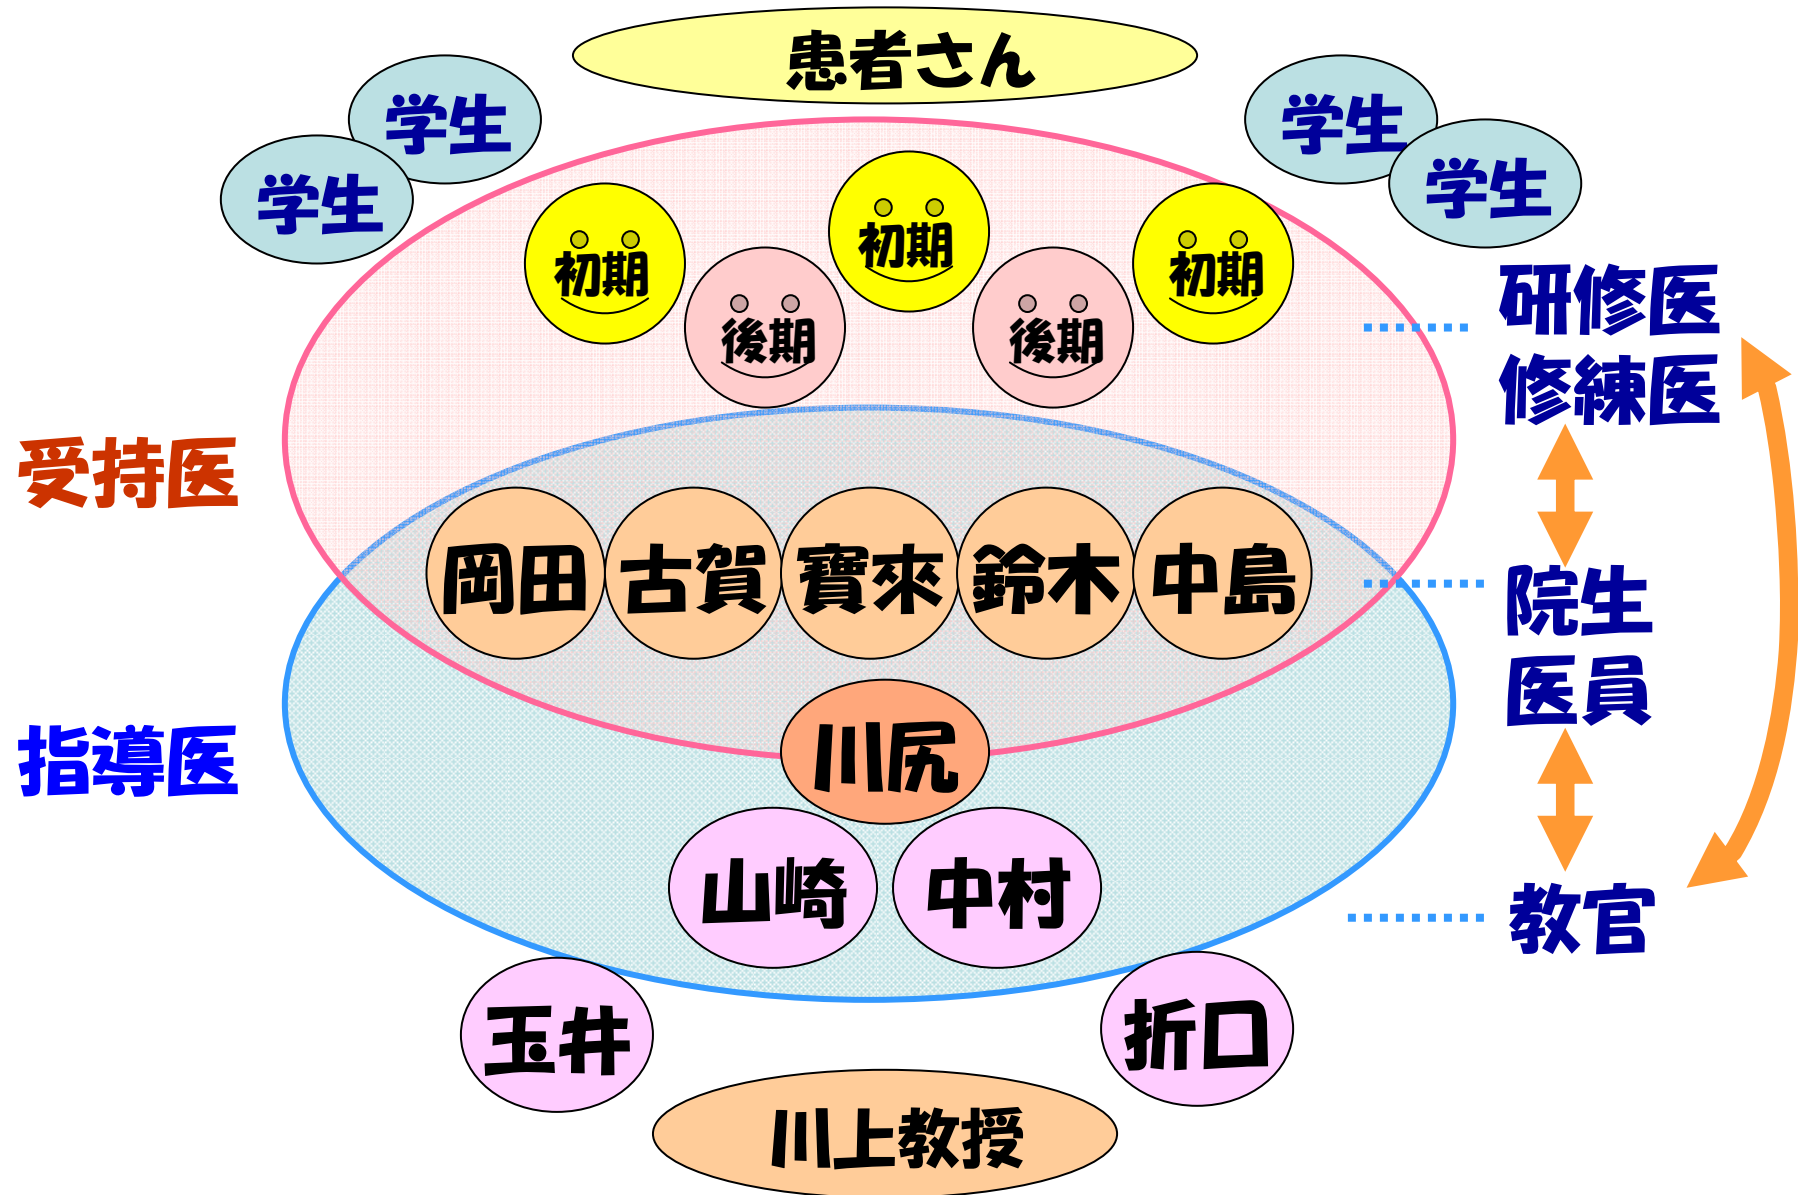 患者さん
学生
学生
学生
学生
初期
初期
初期
後期
後期
研修医
修練医
受持医
岡田
古賀
寶來
鈴木
中島
院生
医員
指導医
川尻
山崎
中村
教官
玉井
折口
川上教授